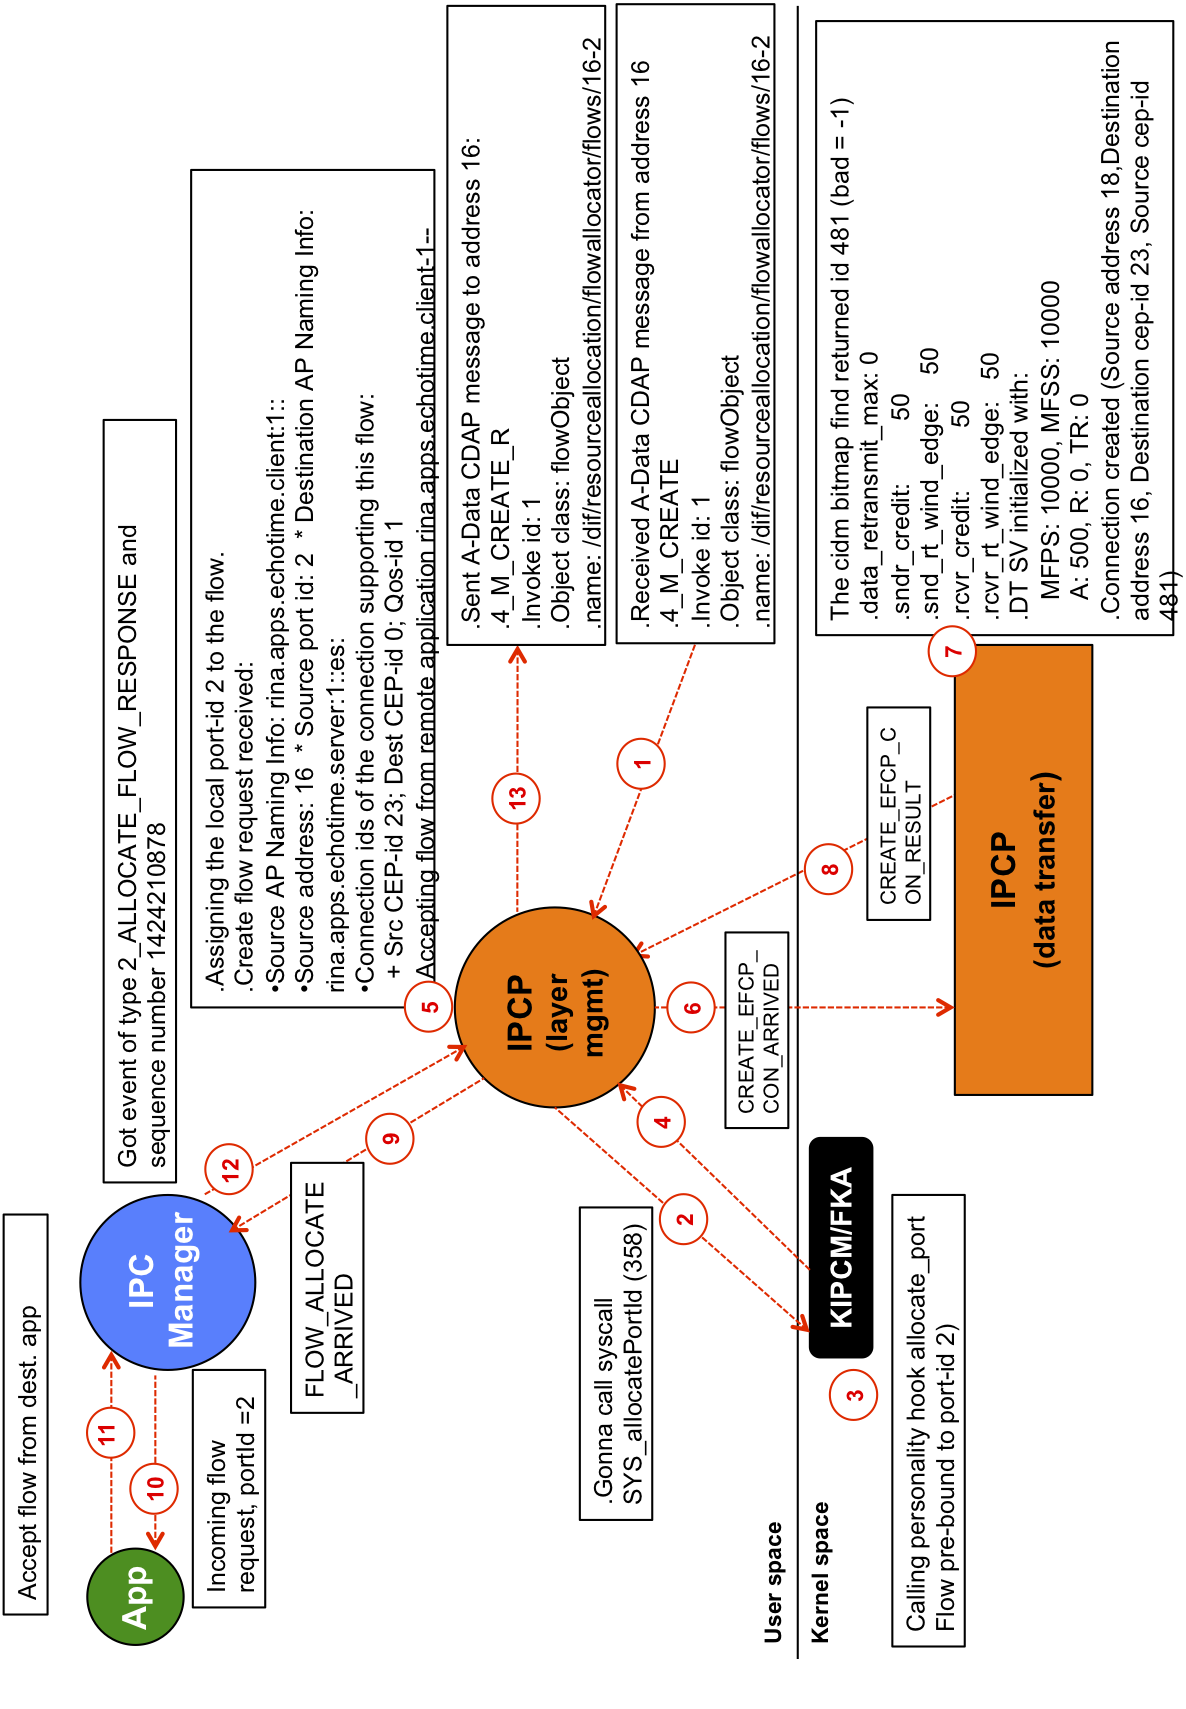 Accept flow from dest. app
App
11
10
Incoming flow
request, portId =2
IPC
Manager
Got event of type 2_ALLOCATE_FLOW_RESPONSE and
sequence number 1424210878
12
9
FLOW_ALLOCATE
_ARRIVED
.Assigning the local port-id 2 to the flow.
.Create flow request received:
•Source AP Naming Info: rina.apps.echotime.client:1::
•Source address: 16 * Source port id: 2 * Destination AP Naming Info:
rina.apps.echotime.server:1::res:
•Connection ids of the connection supporting this flow:
+ Src CEP-id 23; Dest CEP-id 0; Qos-id 1
.Accepting flow from remote application rina.apps.echotime.client-1--
5
IPCP
(layer
mgmt)
13
.Sent A-Data CDAP message to address 16:
.4_M_CREATE_R
.Invoke id: 1
.Object class: flowObject
.name: /dif/resourceallocation/flowallocator/flows/16-2
1
.Received A-Data CDAP message from address 16
.4_M_CREATE
.Invoke id: 1
.Object class: flowObject
.name: /dif/resourceallocation/flowallocator/flows/16-2
.Gonna call syscall
SYS_allocatePortId (358)
2
4
6
CREATE_EFCP_
CON_ARRIVED
8
CREATE_EFCP_C
ON_RESULT
User space
Kernel space
3
KIPCM/FKA
Calling personality hook allocate_port
Flow pre-bound to port-id 2)
IPCP
(data transfer)
7
The cidm bitmap find returned id 481 (bad = -1)
.data_retransmit_max: 0
.sndr_credit: 50
.snd_rt_wind_edge: 50
.rcvr_credit: 50
.rcvr_rt_wind_edge: 50
.DT SV initialized with:
MFPS: 10000, MFSS: 10000
A: 500, R: 0, TR: 0
.Connection created (Source address 18,Destination
address 16, Destination cep-id 23, Source cep-id
481)